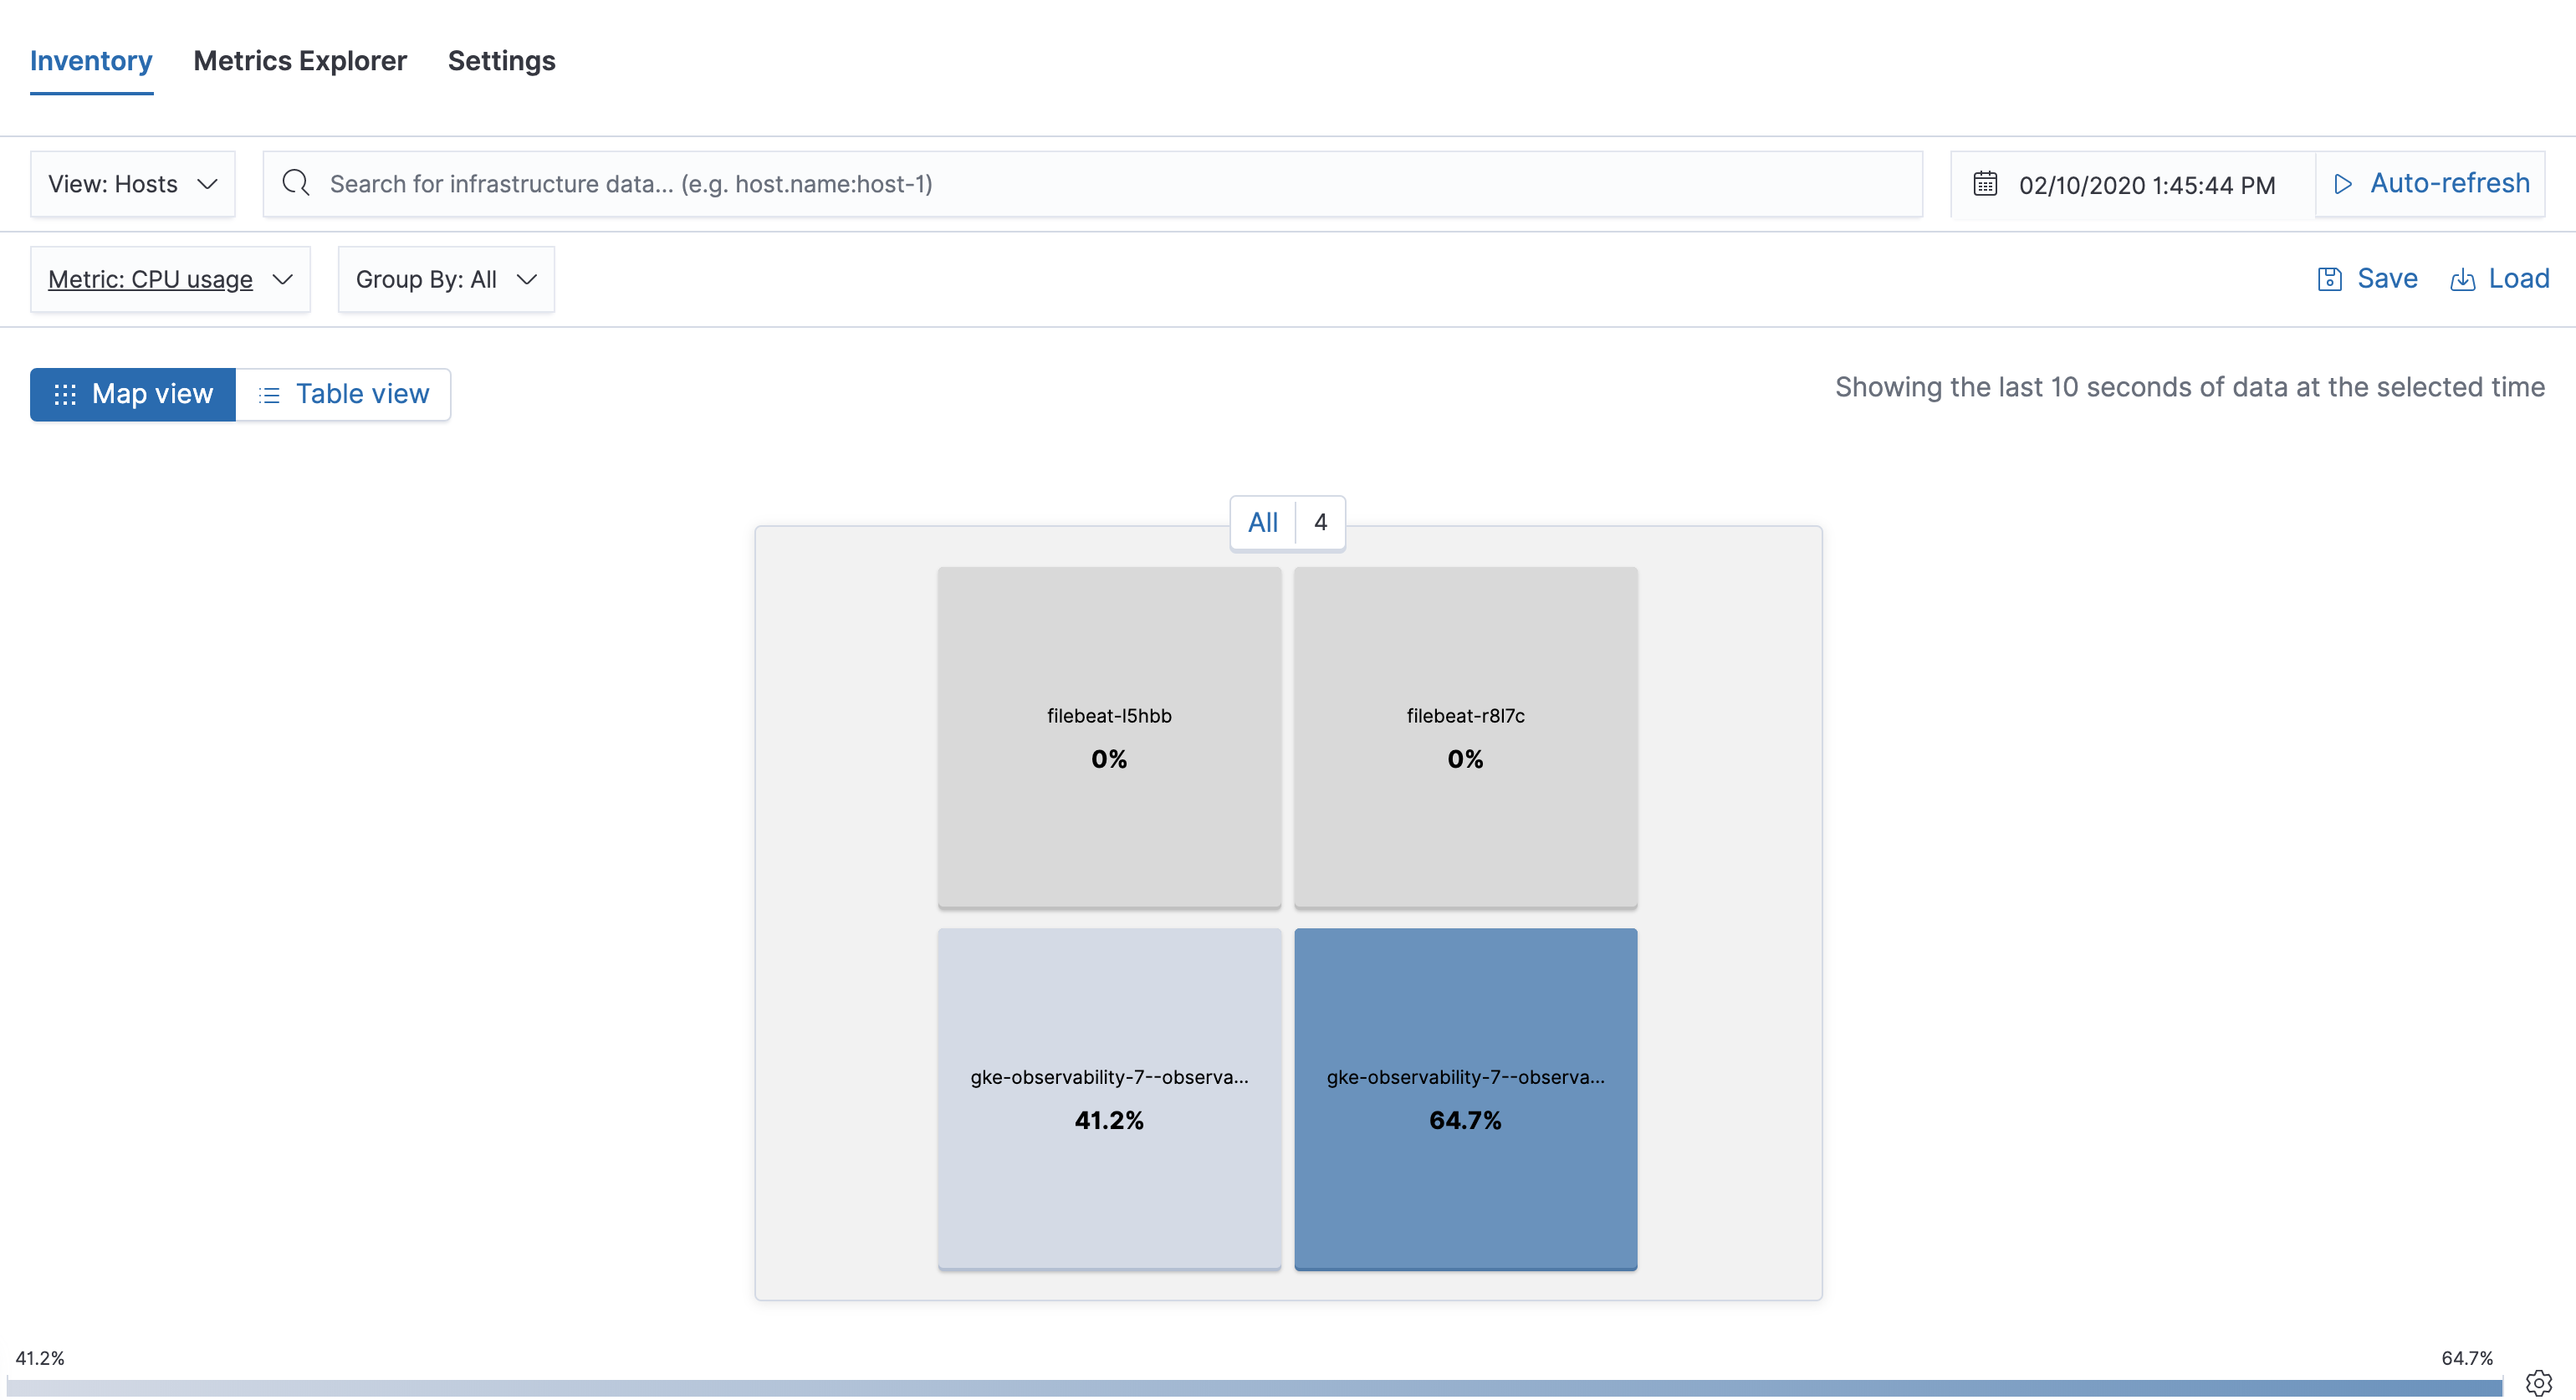 Inventory Metrics Explorer Settings
View: Hosts Search for infrastructure data... (e.g. host.name:host-1) 02/10/2020 1:45:44 PM Auto-refresh
Metric: CPU usage Group By: All Save Load
Map view Table view Showing the last 10 seconds of data at the selected time
All 4
filebeat-l5hbb filebeat-r8l7c
0% 0%
gke-observability-7--observa... gke-observability-7--observa...
41.2% 64.7%
41.2% 64.7%